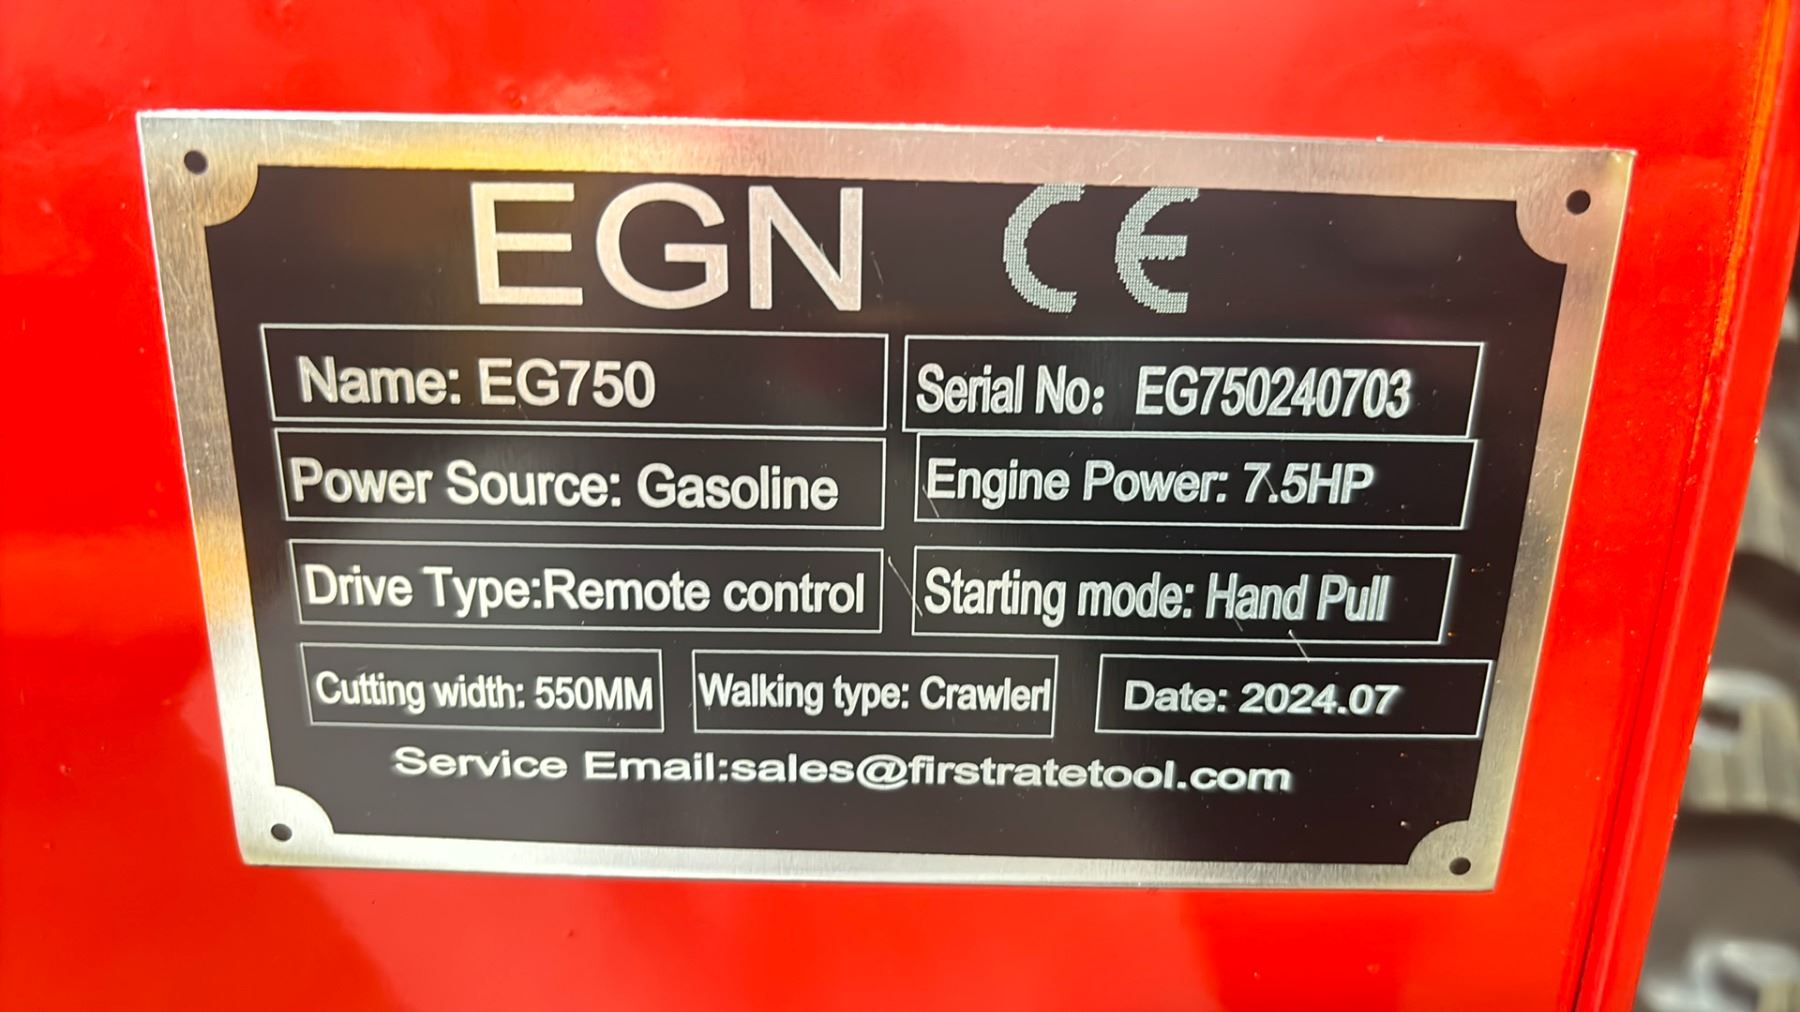 EGN CE
Name: EG750
Serial No: EG750240703
Power Source: Gasoline
Engine Power: 7.5HP
Drive Type:Remote control
Starting mode: Hand Pull
Cutting width: 550MM
Walking type: Crawlerl
Date: 2024.07
Service Email:sales@firstratetool.com